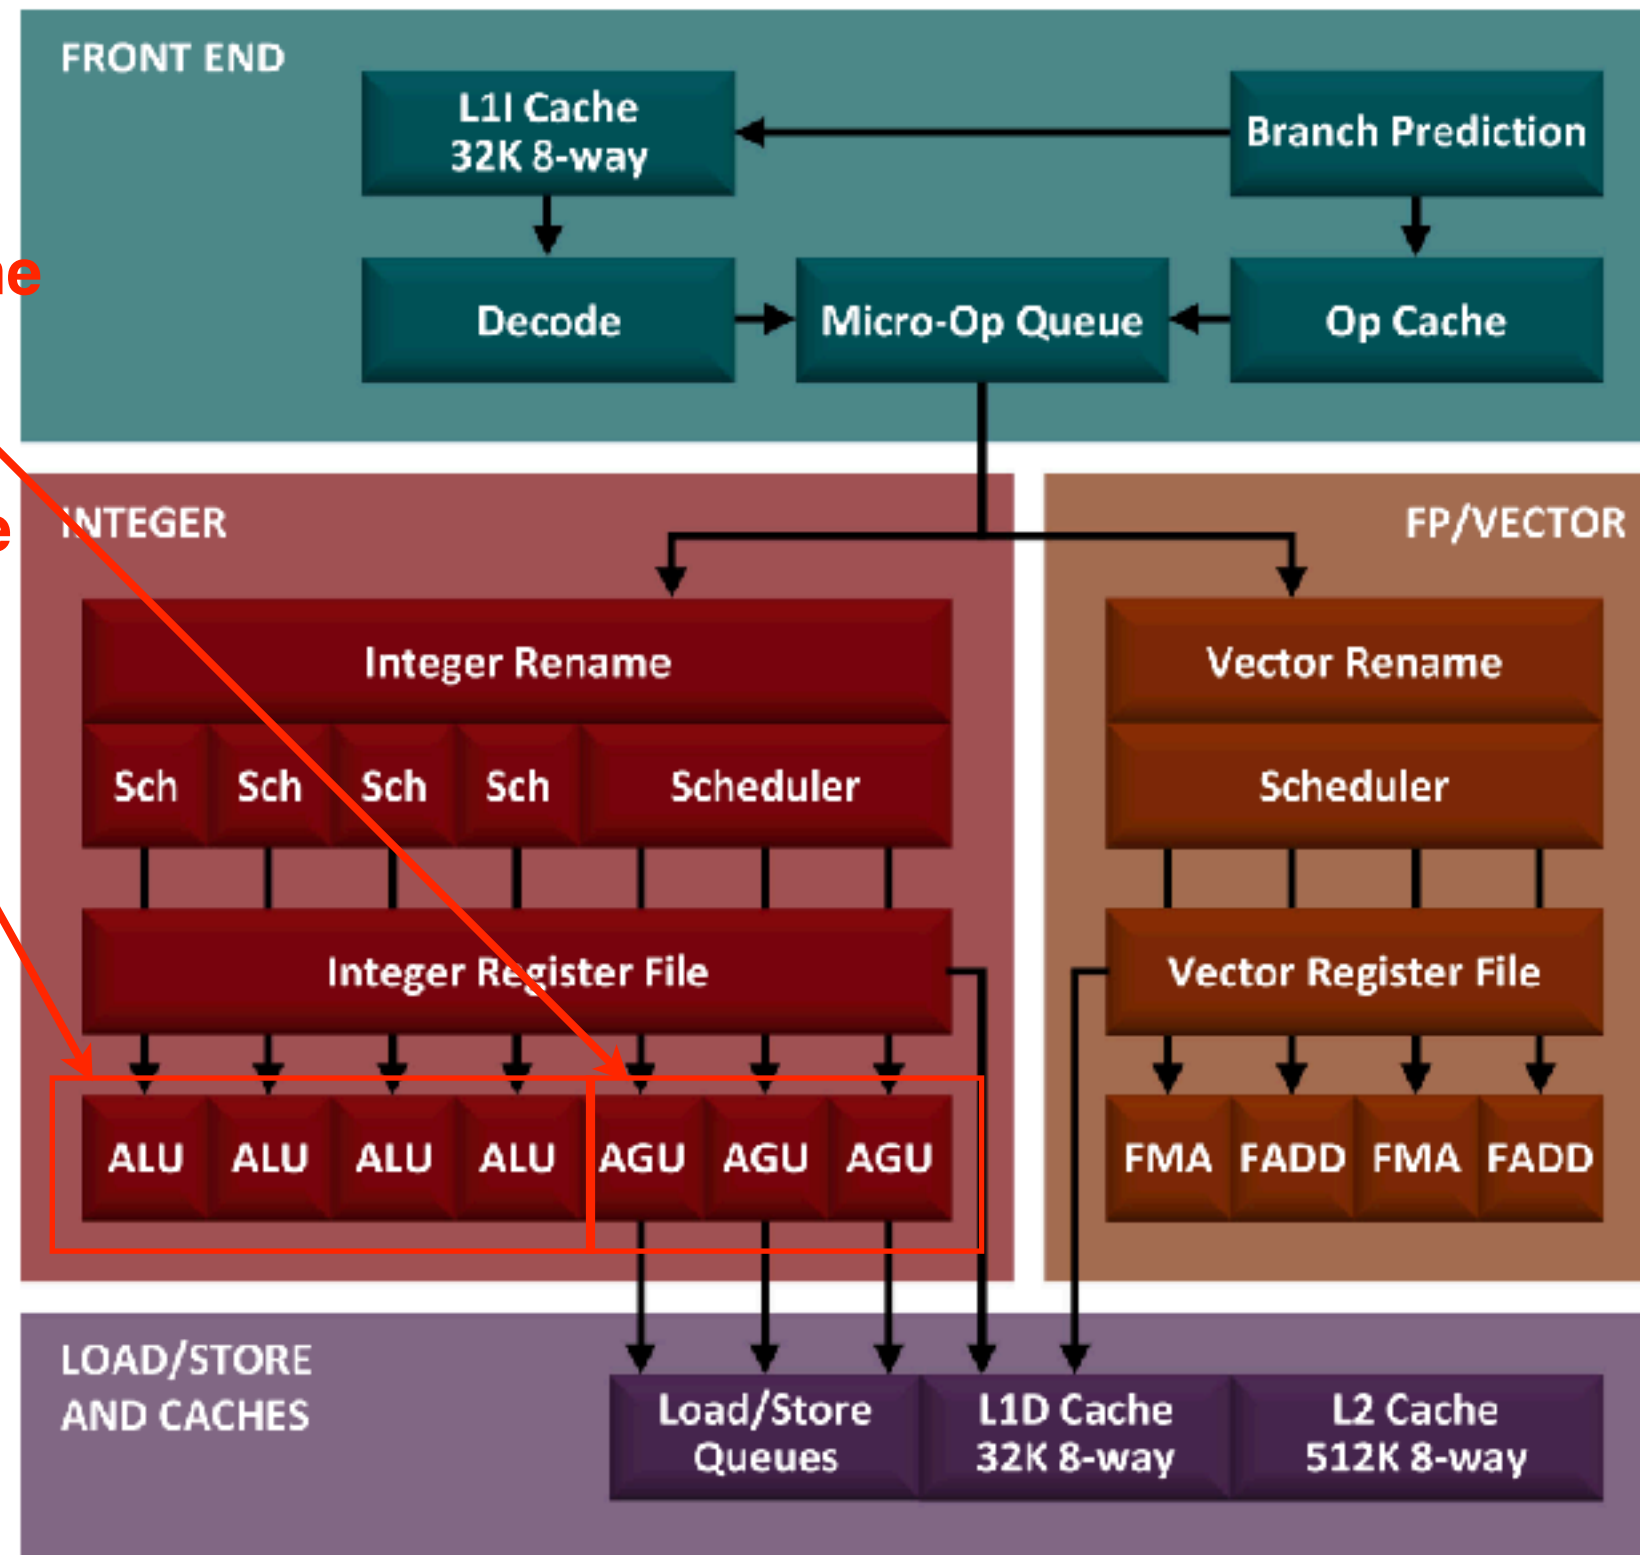 FRONT END
L1I Cache
32K 8-way
Branch Prediction
Decode
Micro-Op Queue
Op Cache
INTEGER
FP/VECTOR
Integer Rename
Vector Rename
Sch Sch Sch Sch Scheduler
Scheduler
Integer Register File
Vector Register File
ALU ALU ALU ALU AGU AGU AGU
FMA FADD FMA FADD
LOAD/STORE
AND CACHES
Load/Store
Queues
L1D Cache
32K 8-way
L2 Cache
512K 8-way